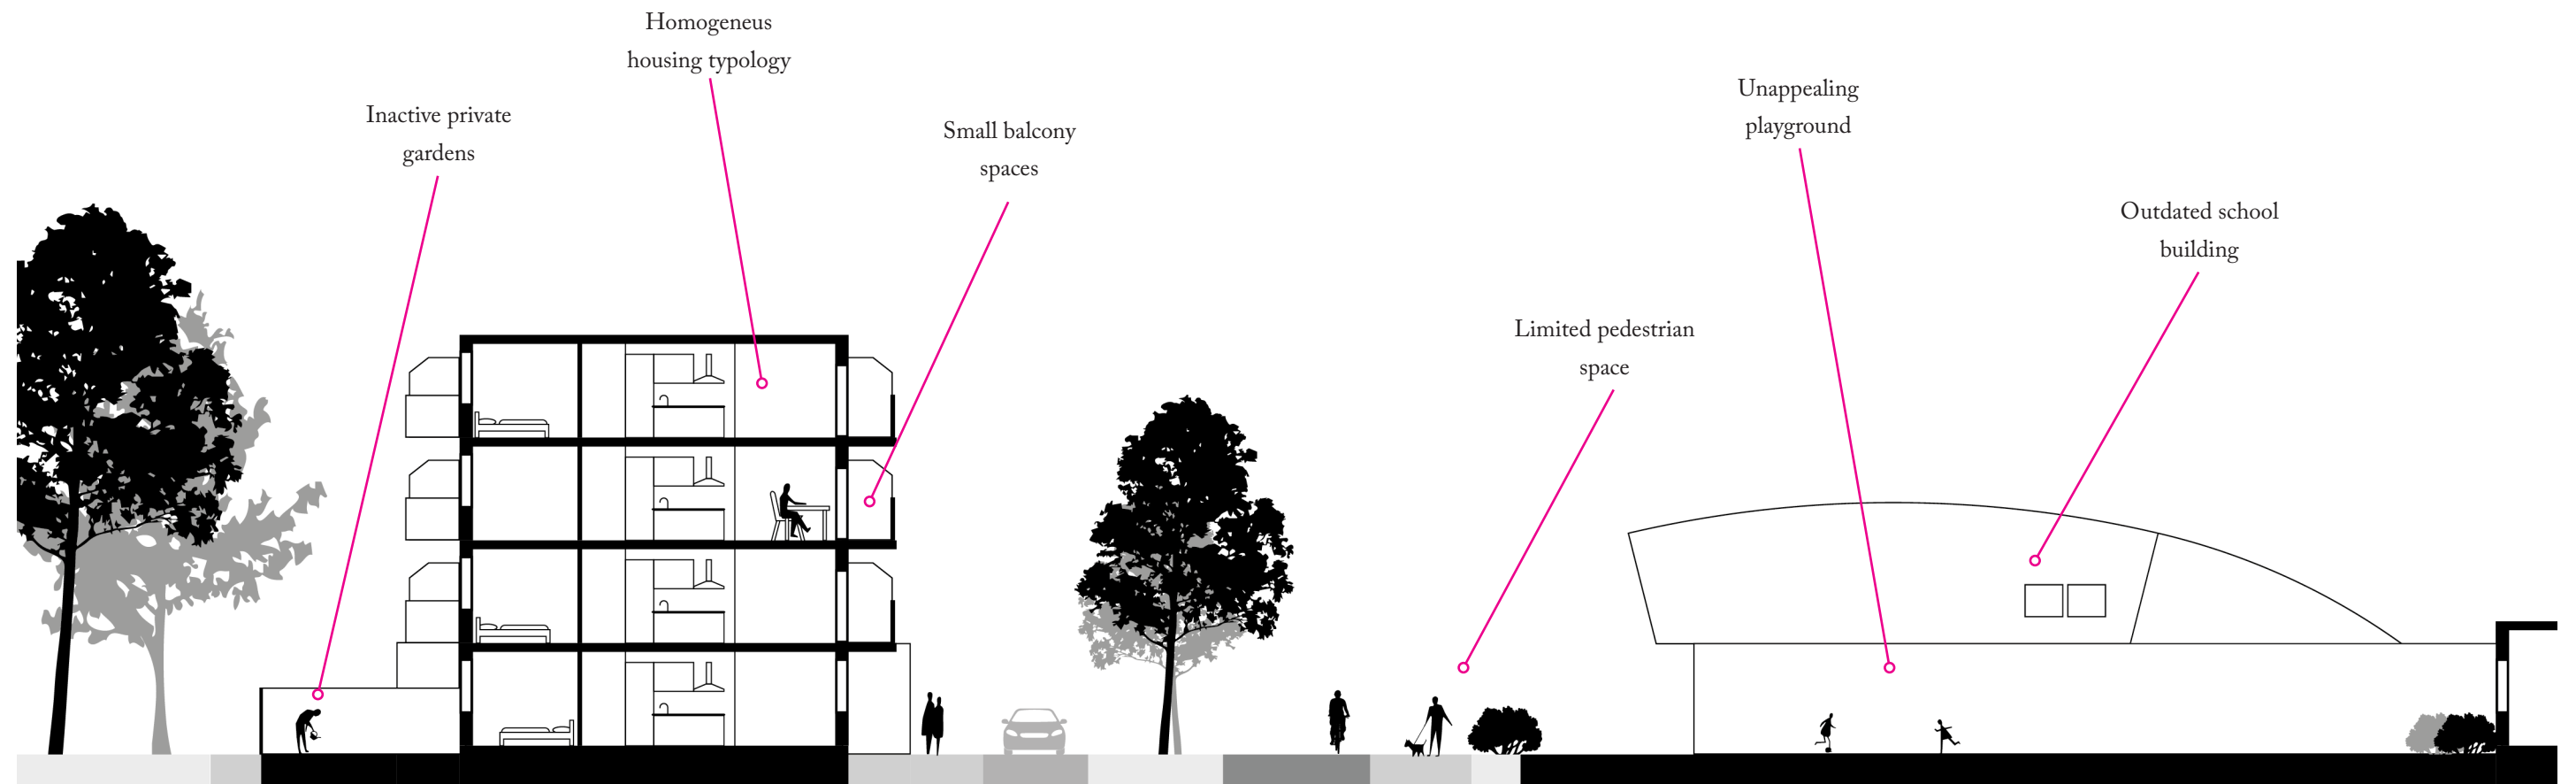 Homogeneus
housing typology
Inactive private
gardens
Small balcony
spaces
Unappealing
playground
Outdated school
building
Limited pedestrian
space